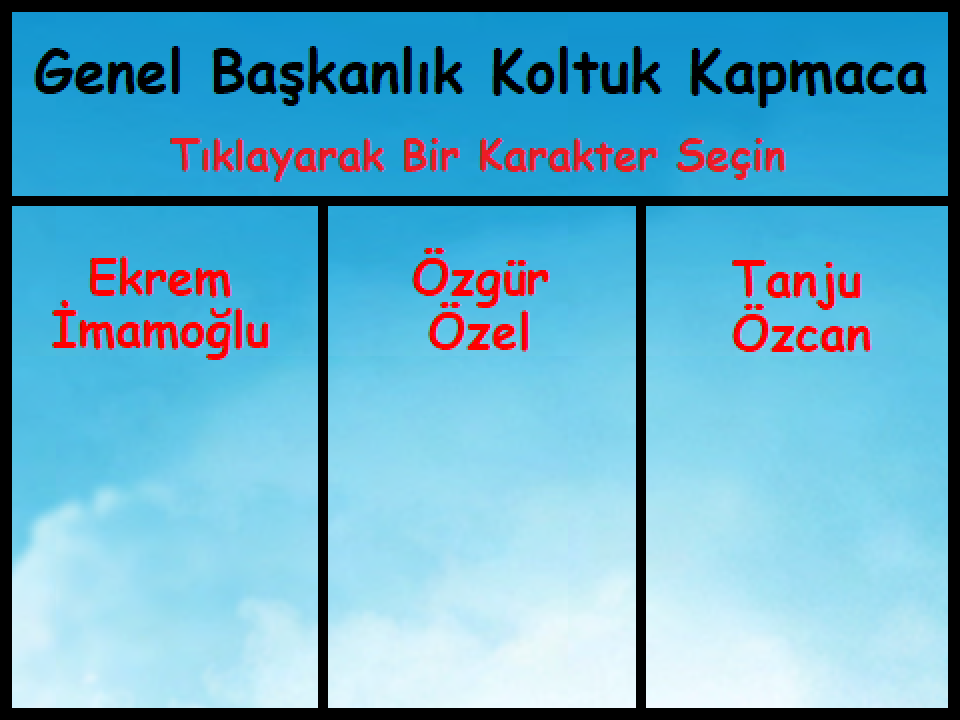 Genel Başkanlık Koltuk Kapmaca
Tıklayarak Bir Karakter Seçin
Ekrem
İmamoğlu
Özgür
Özel
Tanju
Özcan